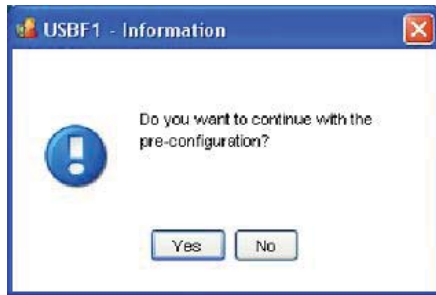 USBF1 - Information
Do you want to continue with the
pre-configuration?
Yes No